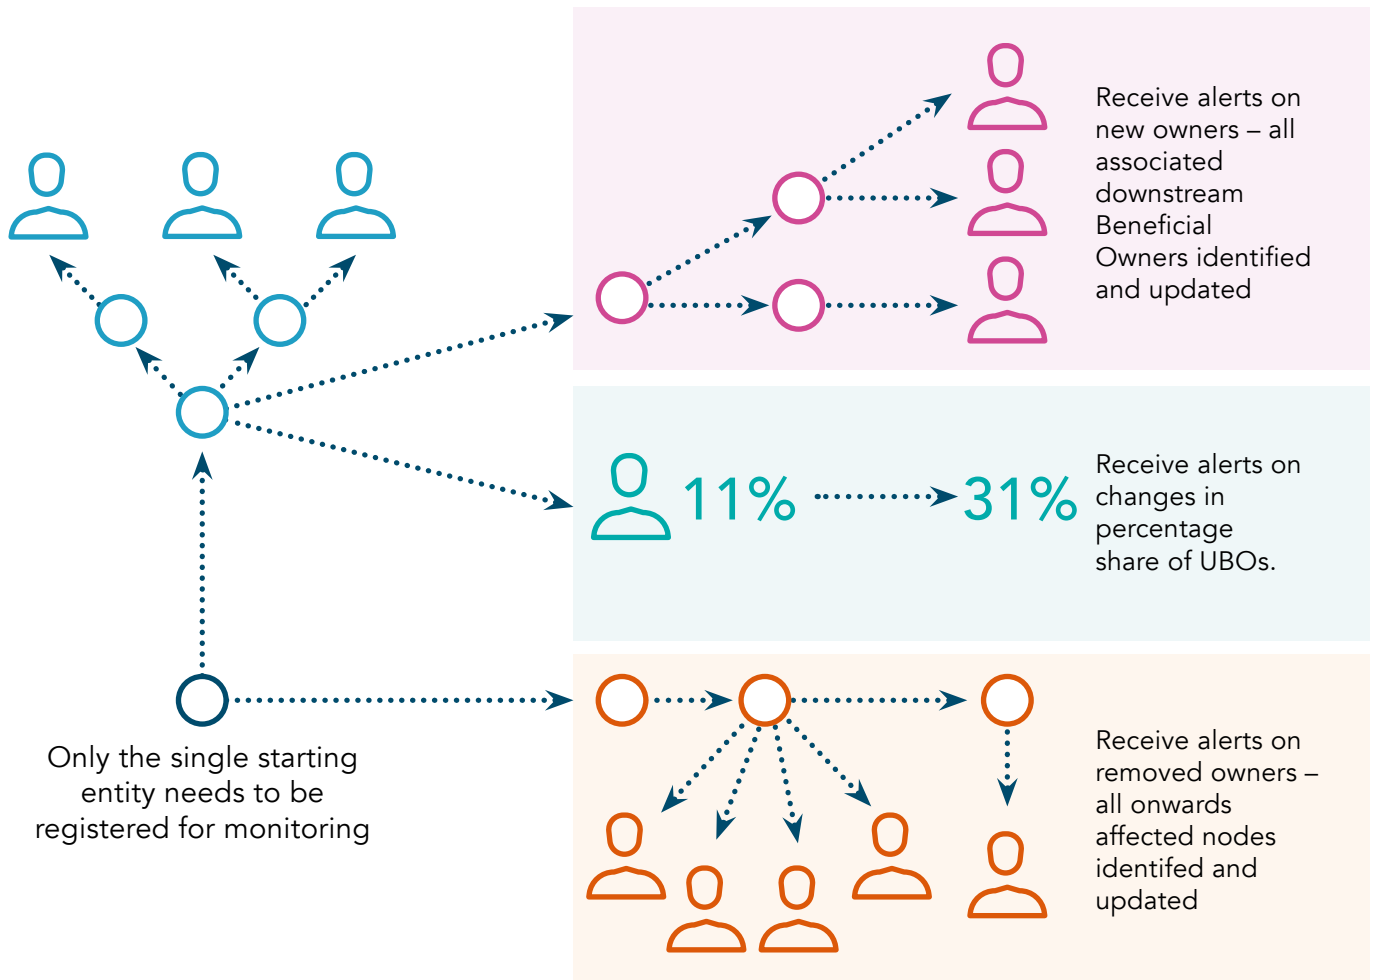 Receive alerts on
new owners – all
associated
downstream
Beneficial
Owners identified
and updated
11%
31%
Receive alerts on
changes in
percentage
share of UBOs.
Only the single starting
entity needs to be
registered for monitoring
Receive alerts on
removed owners –
all onwards
affected nodes
identifed and
updated